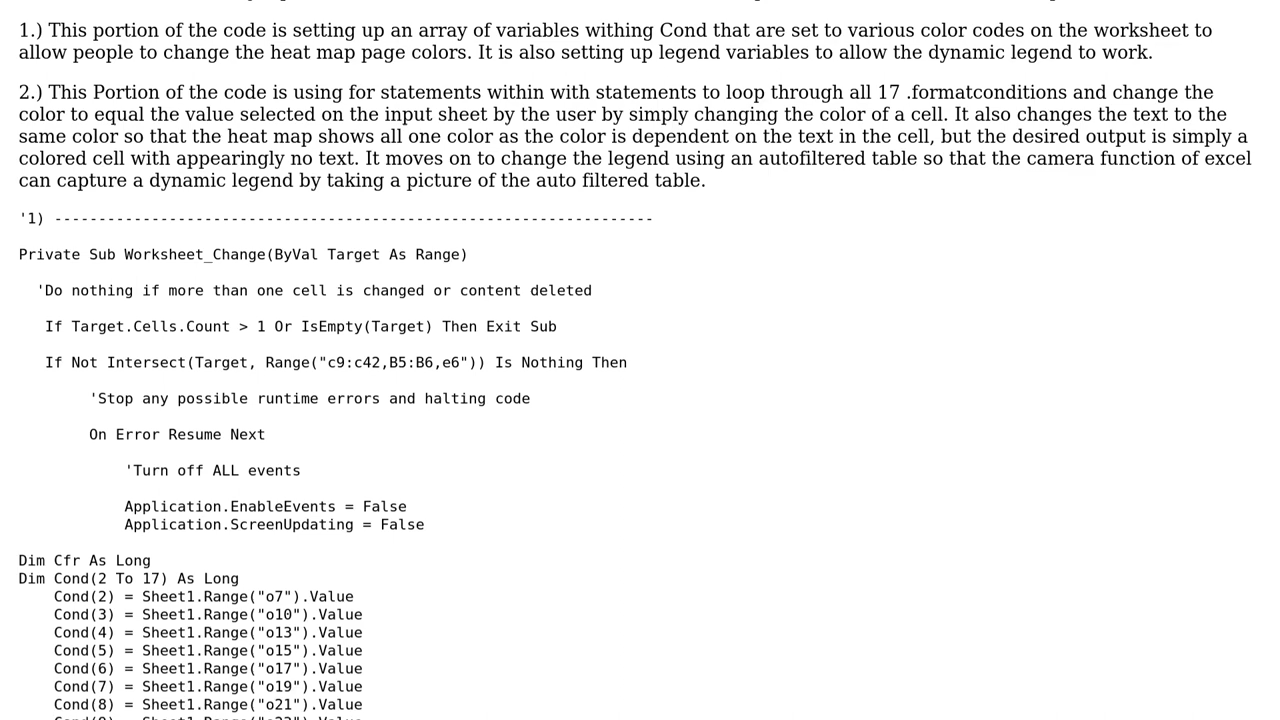 1.) This portion of the code is setting up an array of variables withing Cond that are set to various color codes on the worksheet to
allow people to change the heat map page colors. It is also setting up legend variables to allow the dynamic legend to work.
2.) This Portion of the code is using for statements within with statements to loop through all 17 .formatconditions and change the
color to equal the value selected on the input sheet by the user by simply changing the color of a cell. It also changes the text to the
same color so that the heat map shows all one color as the color is dependent on the text in the cell, but the desired output is simply a
colored cell with appearingly no text. It moves on to change the legend using an autofiltered table so that the camera function of excel
can capture a dynamic legend by taking a picture of the auto filtered table.
'1) --------------------------------------------------------------------
Private Sub Worksheet_Change(ByVal Target As Range)
'Do nothing if more than one cell is changed or content deleted
If Target.Cells.Count > 1 Or IsEmpty(Target) Then Exit Sub
If Not Intersect(Target, Range("c9:c42,B5:B6,e6")) Is Nothing Then
'Stop any possible runtime errors and halting code
On Error Resume Next
'Turn off ALL events
Application.EnableEvents = False
Application.ScreenUpdating = False
Dim Cfr As Long
Dim Cond(2 To 17) As Long
Cond(2) = Sheet1.Range("o7").Value
Cond(3) = Sheet1.Range("o10").Value
Cond(4) = Sheet1.Range("o13").Value
Cond(5) = Sheet1.Range("o15").Value
Cond(6) = Sheet1.Range("o17").Value
Cond(7) = Sheet1.Range("o19").Value
Cond(8) = Sheet1.Range("o21").Value